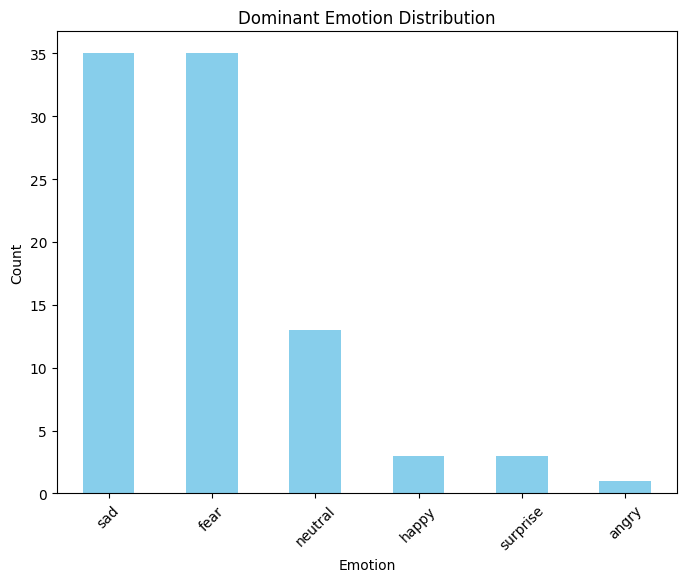 Dominant Emotion Distribution
Count
35
30
25
20
15
10
5
0
sad
fear
neutral
happy
surprise
angry
Emotion